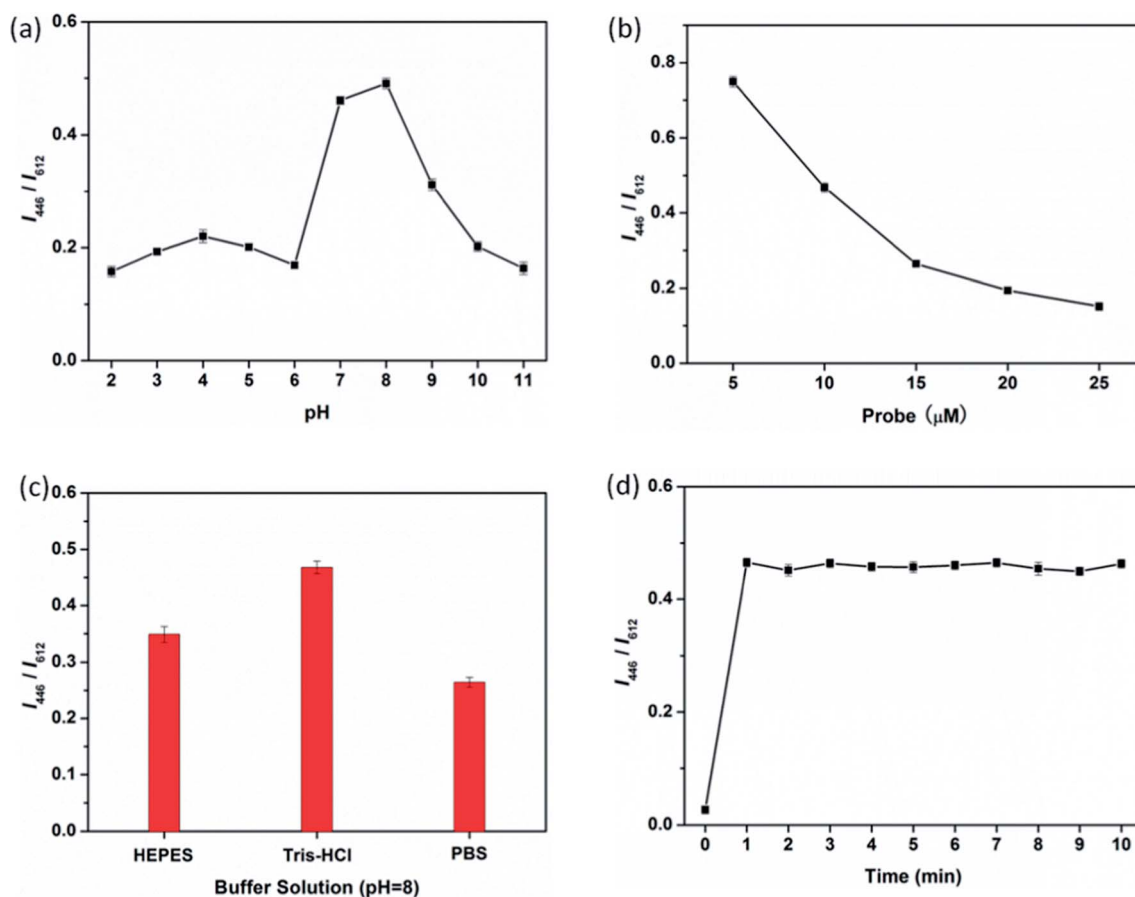 (a)
0.6
0.4
0.2
0.0
I446 / I612
2 3 4 5 6 7 8 9 10 11
pH
(b)
0.8
0.6
0.4
0.2
0.0
I446 / I612
5 10 15 20 25
Probe (μM)
(c)
0.6
0.5
0.4
0.3
0.2
0.1
0.0
I446 / I612
HEPES Tris-HCl PBS
Buffer Solution (pH=8)
(d)
0.6
0.4
0.2
0.0
I446 / I612
0 1 2 3 4 5 6 7 8 9 10
Time (min)